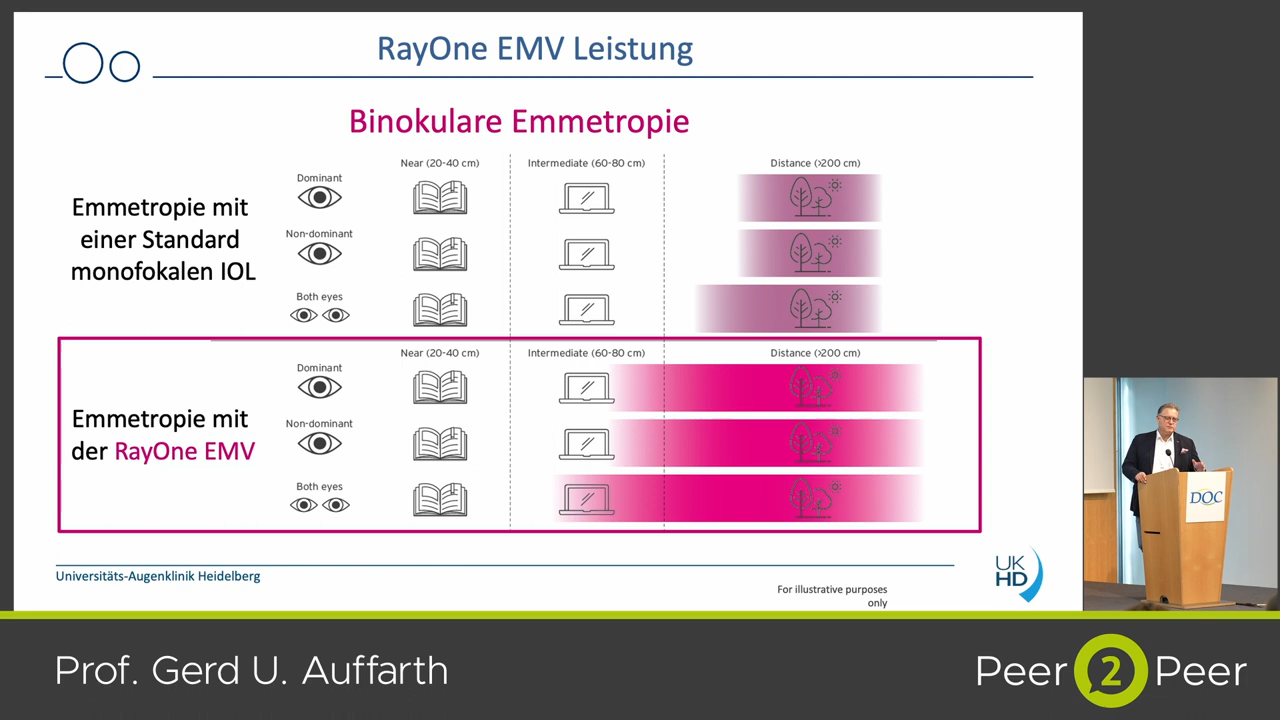 RayOne EMV Leistung
Binokulare Emmetropie
Near (20-40 cm)
Intermediate (60-80 cm)
Distance (>200 cm)
Emmetropie mit
einer Standard
monofokalen IOL
Dominant
Non-dominant
Both eyes
Near (20-40 cm)
Intermediate (60-80 cm)
Distance (>200 cm)
Emmetropie mit
der RayOne EMV
Dominant
Non-dominant
Both eyes
Universitäts-Augenklinik Heidelberg
For illustrative purposes
only
UK
HD
DOC
Prof. Gerd U. Auffarth
Peer 2 Peer